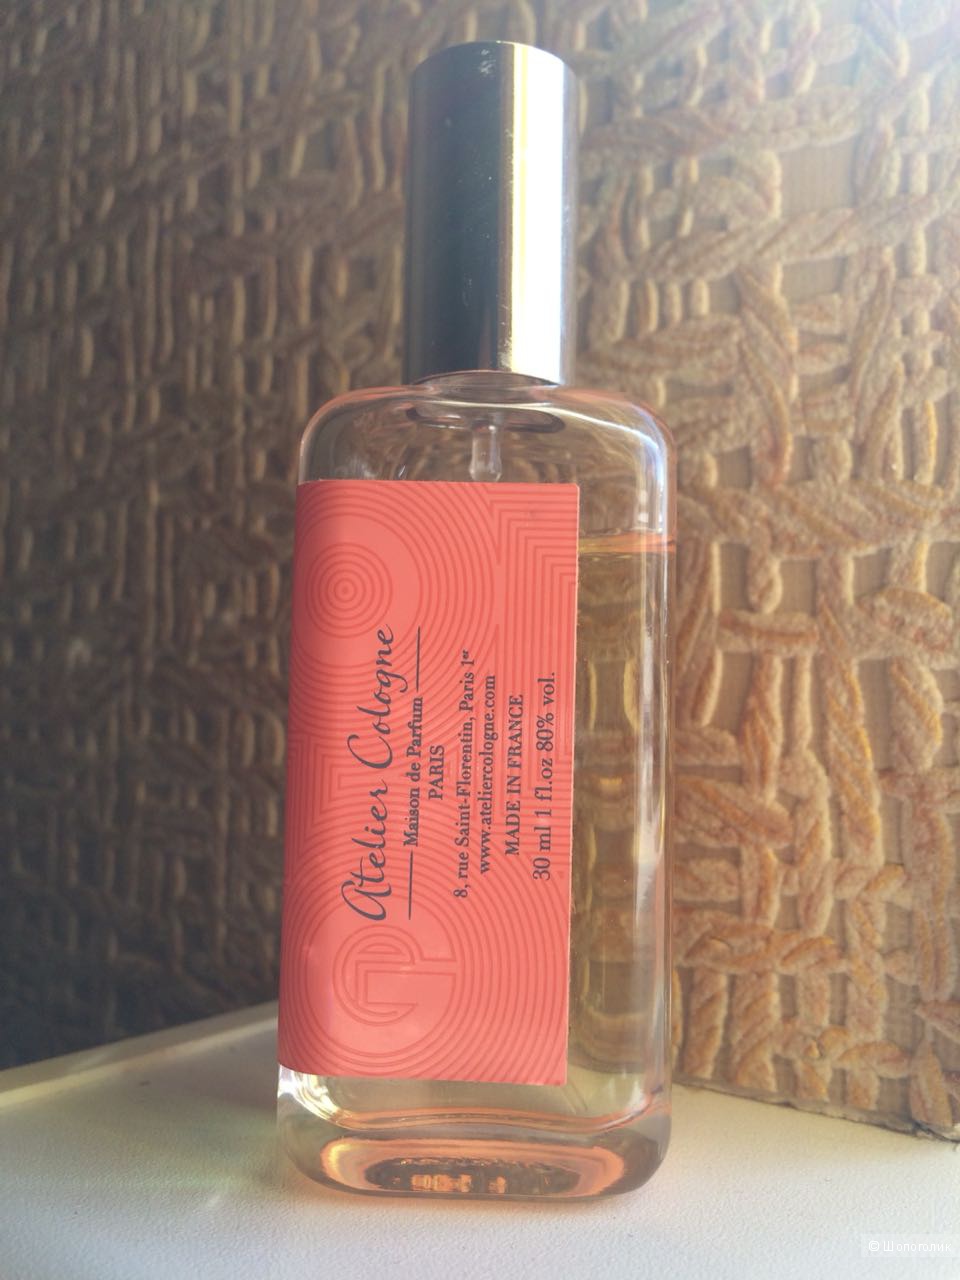 Atelier Cologne
Maison de Parfum
PARIS
8, rue Saint-Florentin, Paris 1er
www.ateliercologne.com
MADE IN FRANCE
30 ml 1 fl.oz 80% vol.
© Шопоголик